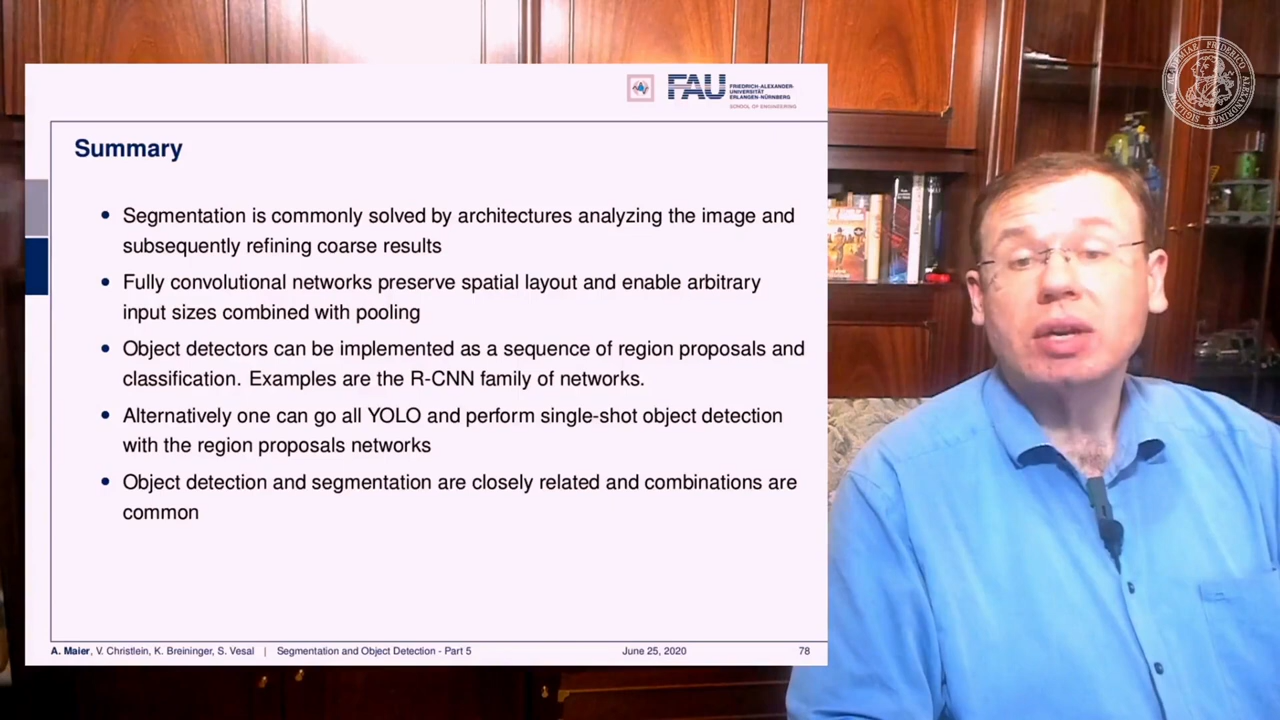 FAU
FRIEDRICH-ALEXANDER-
UNIVERSITÄT
ERLANGEN-NÜRNBERG
SCHOOL OF ENGINEERING
Summary
• Segmentation is commonly solved by architectures analyzing the image and
subsequently refining coarse results
• Fully convolutional networks preserve spatial layout and enable arbitrary
input sizes combined with pooling
• Object detectors can be implemented as a sequence of region proposals and
classification. Examples are the R-CNN family of networks.
• Alternatively one can go all YOLO and perform single-shot object detection
with the region proposals networks
• Object detection and segmentation are closely related and combinations are
common
A. Maier, V. Christlein, K. Breininger, S. Vesal | Segmentation and Object Detection - Part 5 June 25, 2020 78